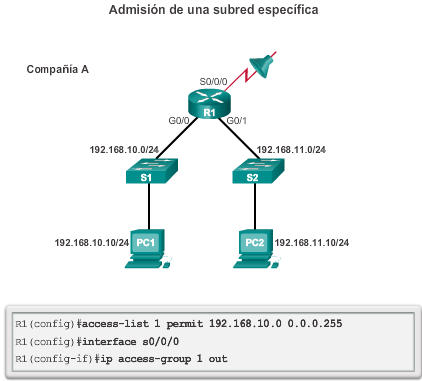 Admisión de una subred específica
Compañía A
S0/0/0
R1
G0/0
G0/1
192.168.10.0/24
192.168.11.0/24
S1
S2
192.168.10.10/24
PC1
PC2
192.168.11.10/24
R1(config)#access-list 1 permit 192.168.10.0 0.0.0.255
R1(config)#interface s0/0/0
R1(config-if)#ip access-group 1 out